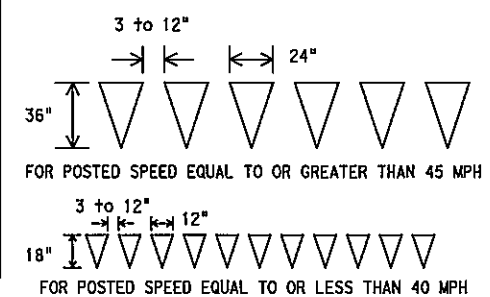 3 to 12"
24"
36"
FOR POSTED SPEED EQUAL TO OR GREATER THAN 45 MPH
3 to 12"
12"
18"
FOR POSTED SPEED EQUAL TO OR LESS THAN 40 MPH